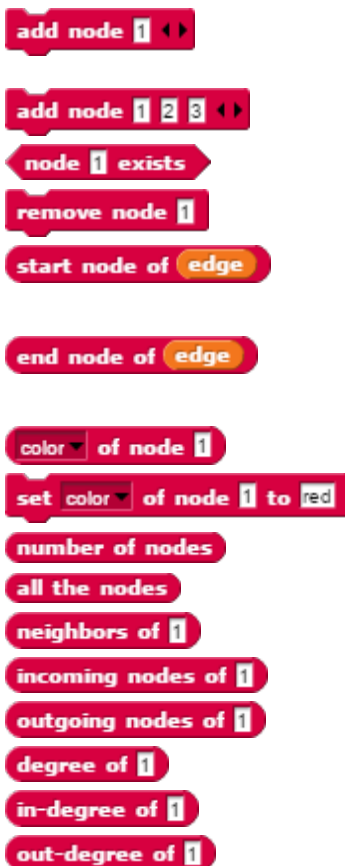 add node 1
add node 1 2 3
node 1 exists
remove node 1
start node of edge
end node of edge
color of node 1
set color of node 1 to red
number of nodes
all the nodes
neighbors of 1
incoming nodes of 1
outgoing nodes of 1
degree of 1
in-degree of 1
out-degree of 1